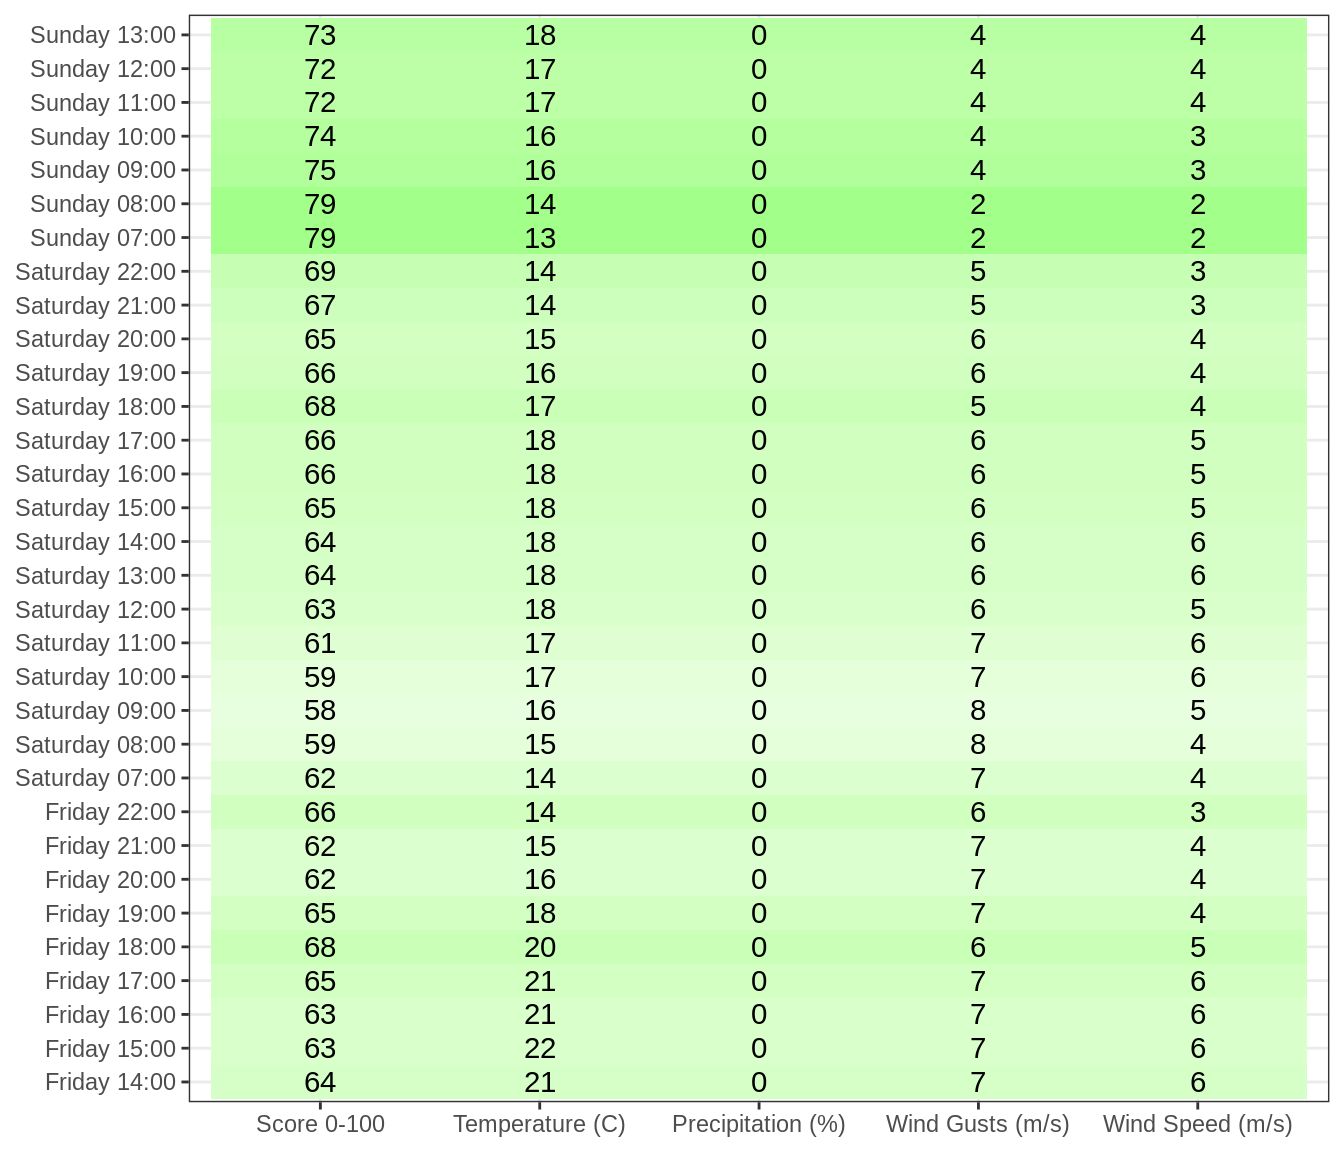 Sunday 13:00 73 18 0 4 4
Sunday 12:00 72 17 0 4 4
Sunday 11:00 72 17 0 4 4
Sunday 10:00 74 16 0 4 3
Sunday 09:00 75 16 0 4 3
Sunday 08:00 79 14 0 2 2
Sunday 07:00 79 13 0 2 2
Saturday 22:00 69 14 0 5 3
Saturday 21:00 67 14 0 5 3
Saturday 20:00 65 15 0 6 4
Saturday 19:00 66 16 0 6 4
Saturday 18:00 68 17 0 5 4
Saturday 17:00 66 18 0 6 5
Saturday 16:00 66 18 0 6 5
Saturday 15:00 65 18 0 6 5
Saturday 14:00 64 18 0 6 6
Saturday 13:00 64 18 0 6 6
Saturday 12:00 63 18 0 6 5
Saturday 11:00 61 17 0 7 6
Saturday 10:00 59 17 0 7 6
Saturday 09:00 58 16 0 8 5
Saturday 08:00 59 15 0 8 4
Saturday 07:00 62 14 0 7 4
Friday 22:00 66 14 0 6 3
Friday 21:00 62 15 0 7 4
Friday 20:00 62 16 0 7 4
Friday 19:00 65 18 0 7 4
Friday 18:00 68 20 0 6 5
Friday 17:00 65 21 0 7 6
Friday 16:00 63 21 0 7 6
Friday 15:00 63 22 0 7 6
Friday 14:00 64 21 0 7 6
Score 0-100 Temperature (C) Precipitation (%) Wind Gusts (m/s) Wind Speed (m/s)